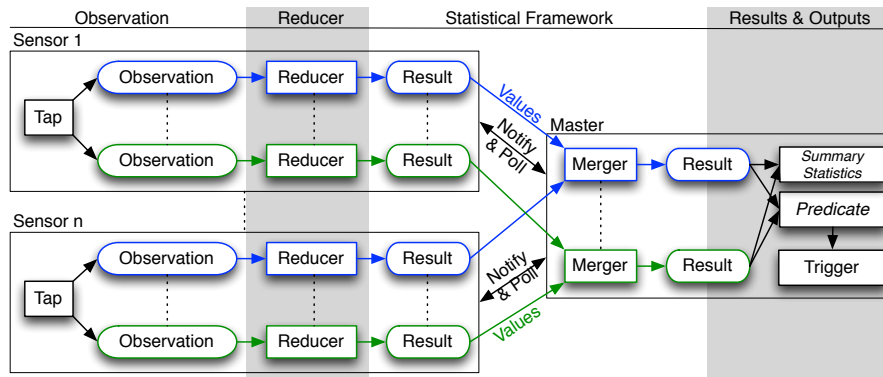 Observation Reducer Statistical Framework Results & Outputs
Sensor 1
Observation Reducer Result
Tap
Observation Reducer Result
Values
Notify
& Poll
Master
Merger Result
Summary
Statistics
Predicate
Merger Result
Trigger
Sensor n
Observation Reducer Result
Tap
Observation Reducer Result
Notify
& Poll
Values